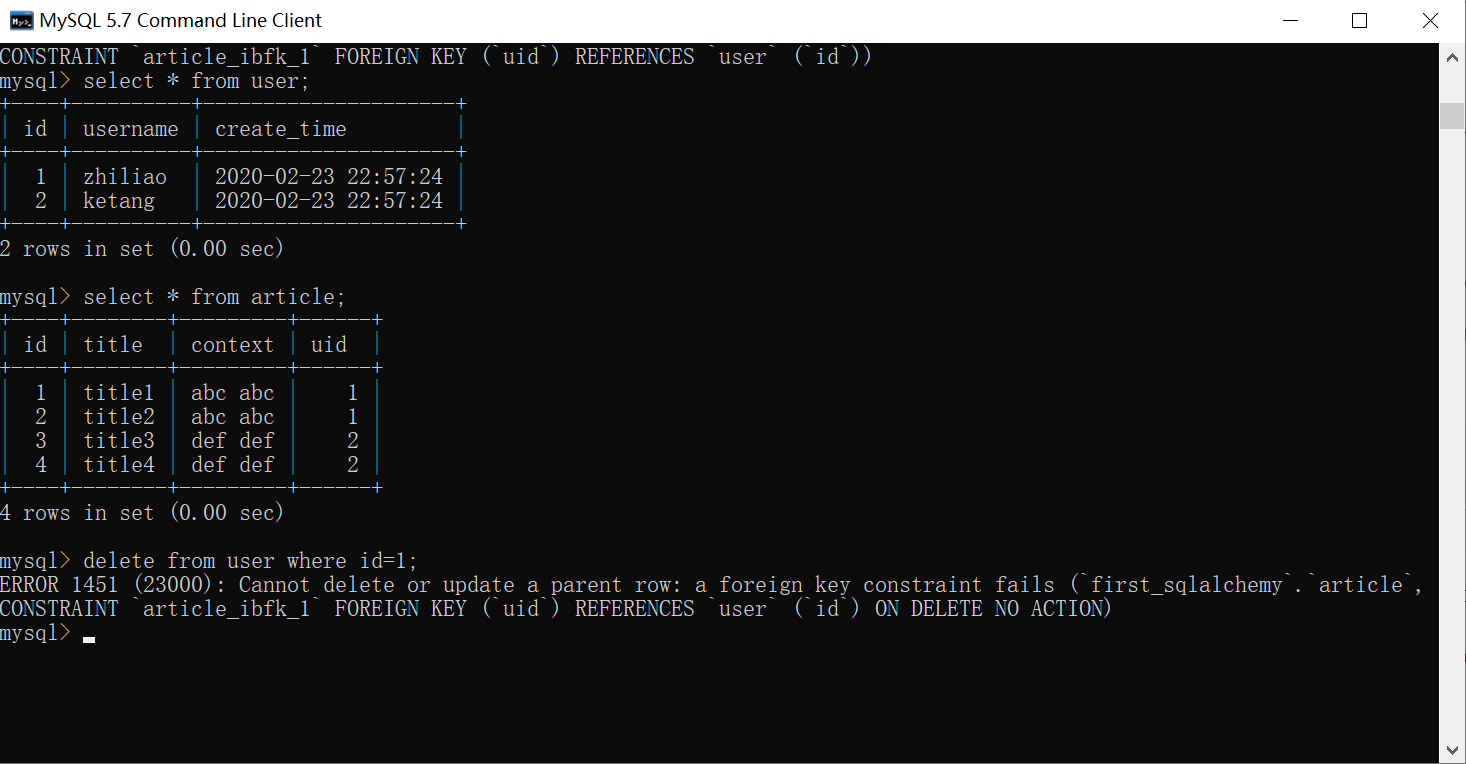 MySQL 5.7 Command Line Client
CONSTRAINT `article_ibfk_1` FOREIGN KEY (`uid`) REFERENCES `user` (`id`))
mysql> select * from user;
+----+----------+---------------------+
| id | username | create_time         |
+----+----------+---------------------+
|  1 | zhiliao  | 2020-02-23 22:57:24 |
|  2 | ketang   | 2020-02-23 22:57:24 |
+----+----------+---------------------+
2 rows in set (0.00 sec)

mysql> select * from article;
+----+--------+---------+------+
| id | title  | context | uid  |
+----+--------+---------+------+
|  1 | title1 | abc abc |    1 |
|  2 | title2 | abc abc |    1 |
|  3 | title3 | def def |    2 |
|  4 | title4 | def def |    2 |
+----+--------+---------+------+
4 rows in set (0.00 sec)

mysql> delete from user where id=1;
ERROR 1451 (23000): Cannot delete or update a parent row: a foreign key constraint fails (`first_sqlalchemy`.`article`,
CONSTRAINT `article_ibfk_1` FOREIGN KEY (`uid`) REFERENCES `user` (`id`) ON DELETE NO ACTION)
mysql>